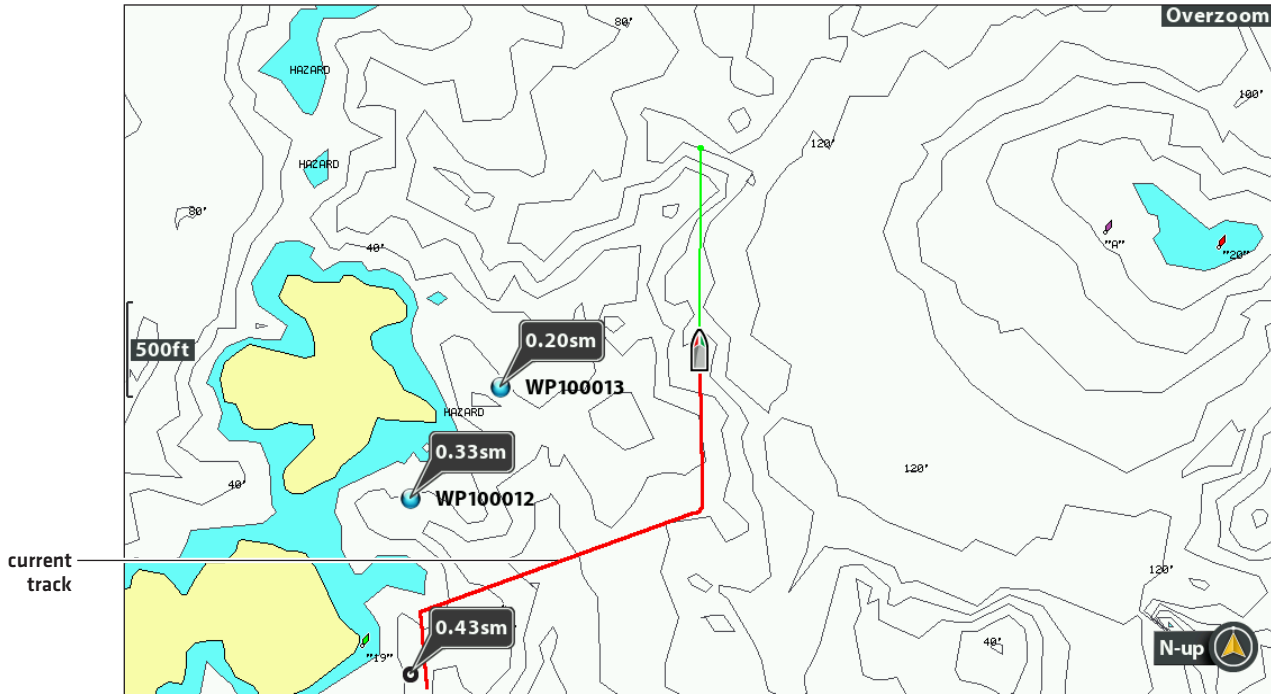 80'
Overzoom
HAZARD
100'
120'
HAZARD
80'
40'
"A"
"20"
0.20sm
500ft
WP100013
HAZARD
0.33sm
120'
40'
WP100012
current
track
120'
0.43sm
40'
N-up
"19"